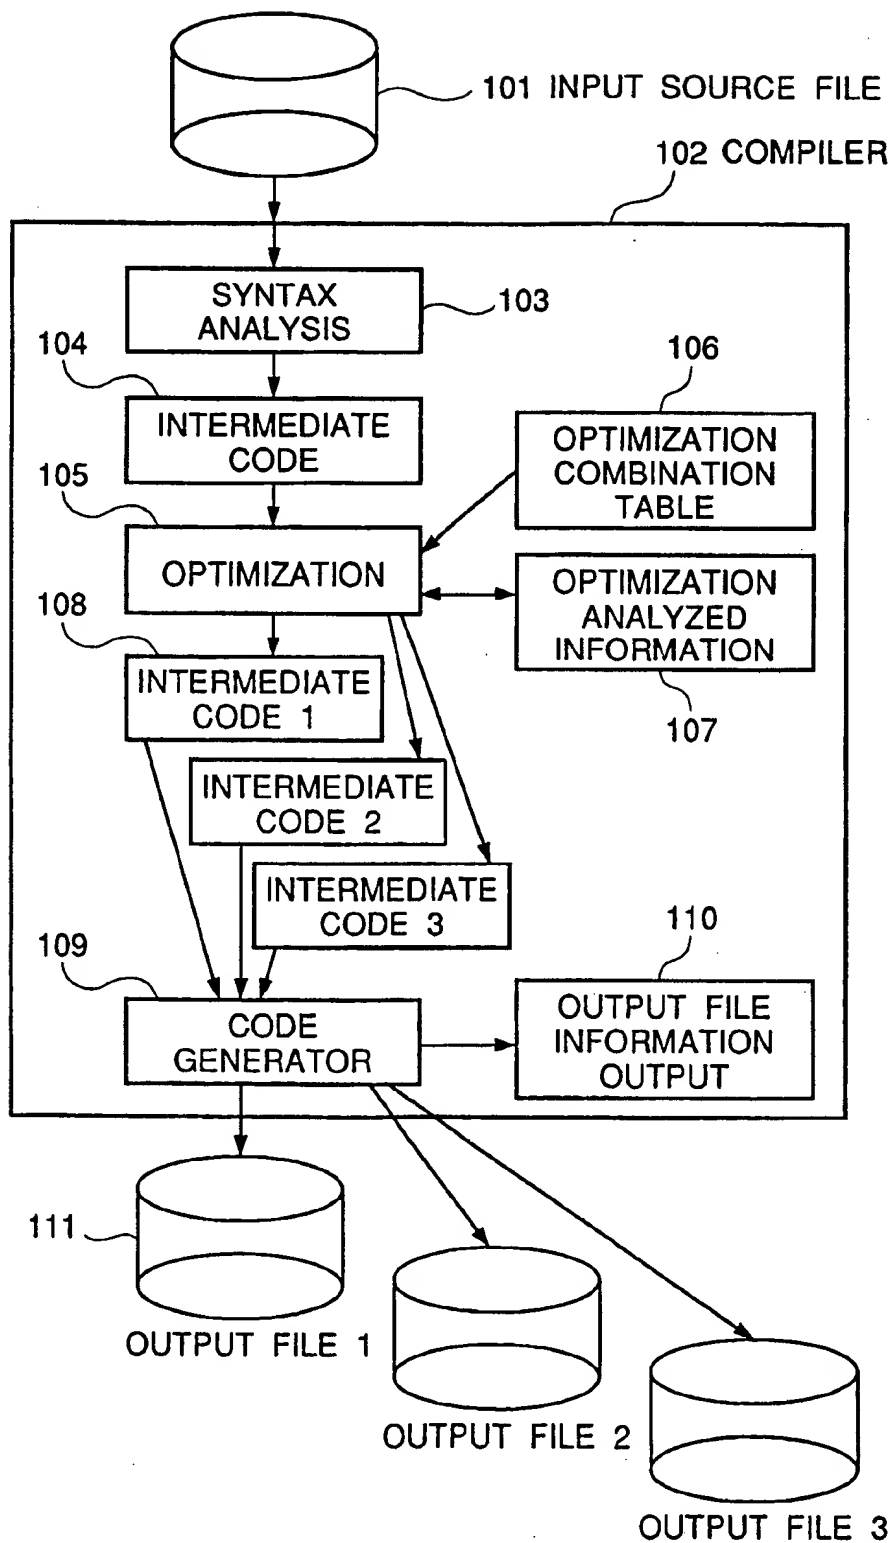 101 INPUT SOURCE FILE
102 COMPILER
SYNTAX
ANALYSIS
103
104
INTERMEDIATE
CODE
106
OPTIMIZATION
COMBINATION
TABLE
105
OPTIMIZATION
OPTIMIZATION
ANALYZED
INFORMATION
107
108
INTERMEDIATE
CODE 1
INTERMEDIATE
CODE 2
INTERMEDIATE
CODE 3
109
CODE
GENERATOR
110
OUTPUT FILE
INFORMATION
OUTPUT
111
OUTPUT FILE 1
OUTPUT FILE 2
OUTPUT FILE 3